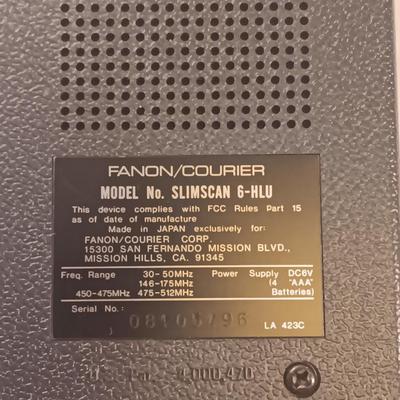 FANON/COURIER
MODEL No. SLIMSCAN 6-HLU
This device complies with FCC Rules Part 15
as of date of manufacture
Made in JAPAN exclusively for:
FANON/COURIER CORP.
15300 SAN FERNANDO MISSION BLVD.,
MISSION HILLS, CA. 91345
Freq. Range 30-50MHz Power Supply DC6V
146-175MHz (4 "AAA"
450-475MHz 475-512MHz Batteries)
Serial No.:
LA 423C